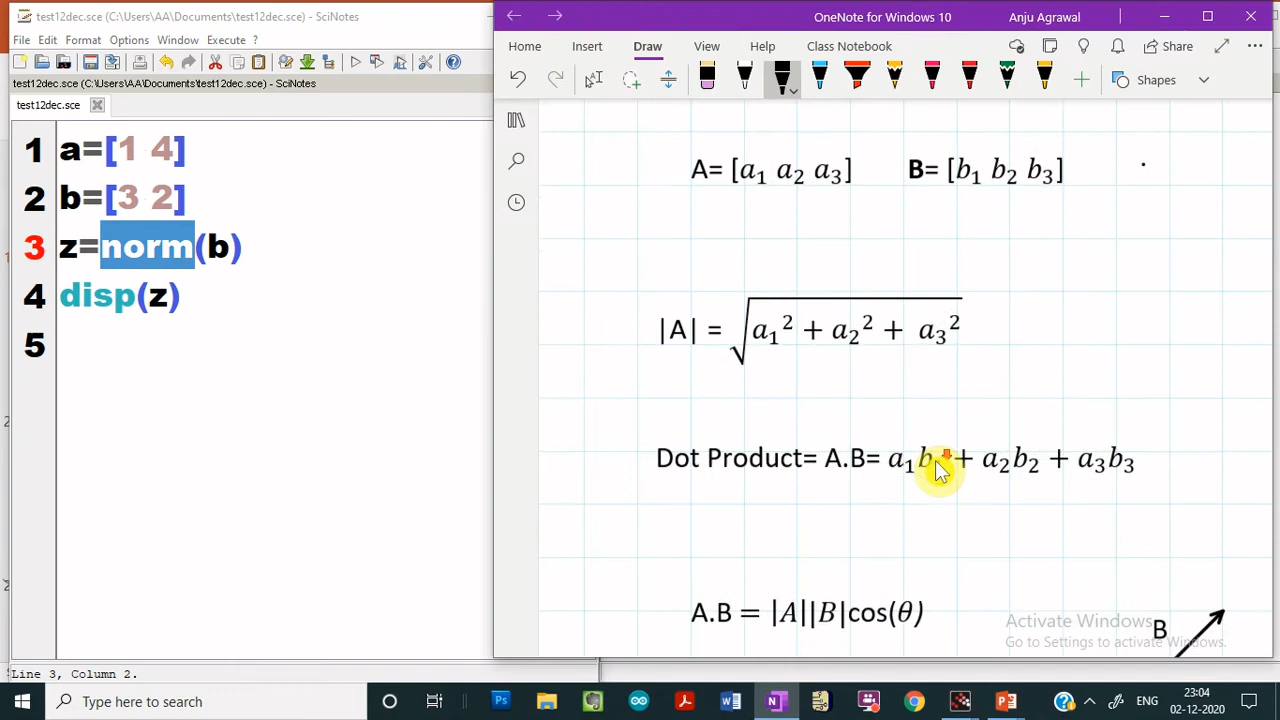 test12dec.sce (C:\Users\AA\Documents\test12dec.sce) - SciNotes
File Edit Format Options Window Execute ?
test12dec.sce (C:\Users\AA\Documents\test12dec.sce) - SciNotes
test12dec.sce
1 a=[1 4]
2 b=[3 2]
3 z=norm(b)
4 disp(z)
5
Line 3, Column 2.
OneNote for Windows 10 Anju Agrawal
Home Insert Draw View Help Class Notebook Share
Shapes
A= [a₁ a₂ a₃] B= [b₁ b₂ b₃]
|A| = √(a₁² + a₂² + a₃²)
Dot Product= A.B= a₁b + a₂b₂ + a₃b₃
A.B = |A||B|cos(θ)
B
Activate Windows
Go to Settings to activate Windows.
Type here to search
ENG
23:04
02-12-2020